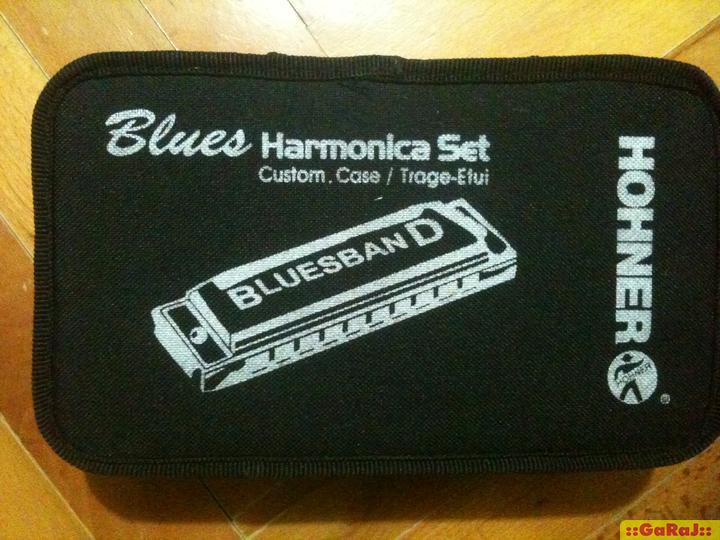 Blues Harmonica Set
Custom. Case / Trage-Etui
BLUESBAND
HOHNER
®
::GaRaJ::